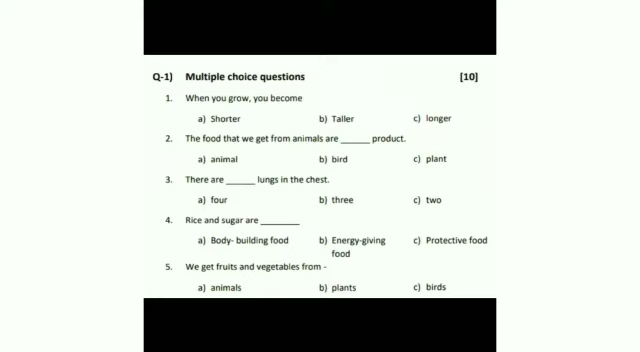 Q-1) Multiple choice questions [10]
1. When you grow, you become
a) Shorter b) Taller c) longer
2. The food that we get from animals are ______ product.
a) animal b) bird c) plant
3. There are ______ lungs in the chest.
a) four b) three c) two
4. Rice and sugar are ________
a) Body- building food b) Energy-giving food c) Protective food
5. We get fruits and vegetables from -
a) animals b) plants c) birds